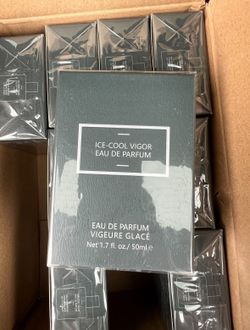 ICE-COOL VIGOR
EAU DE PARFUM
EAU DE PARFUM
VIGEURE GLACÉ
Net 1.7 fl. oz/ 50ml℮